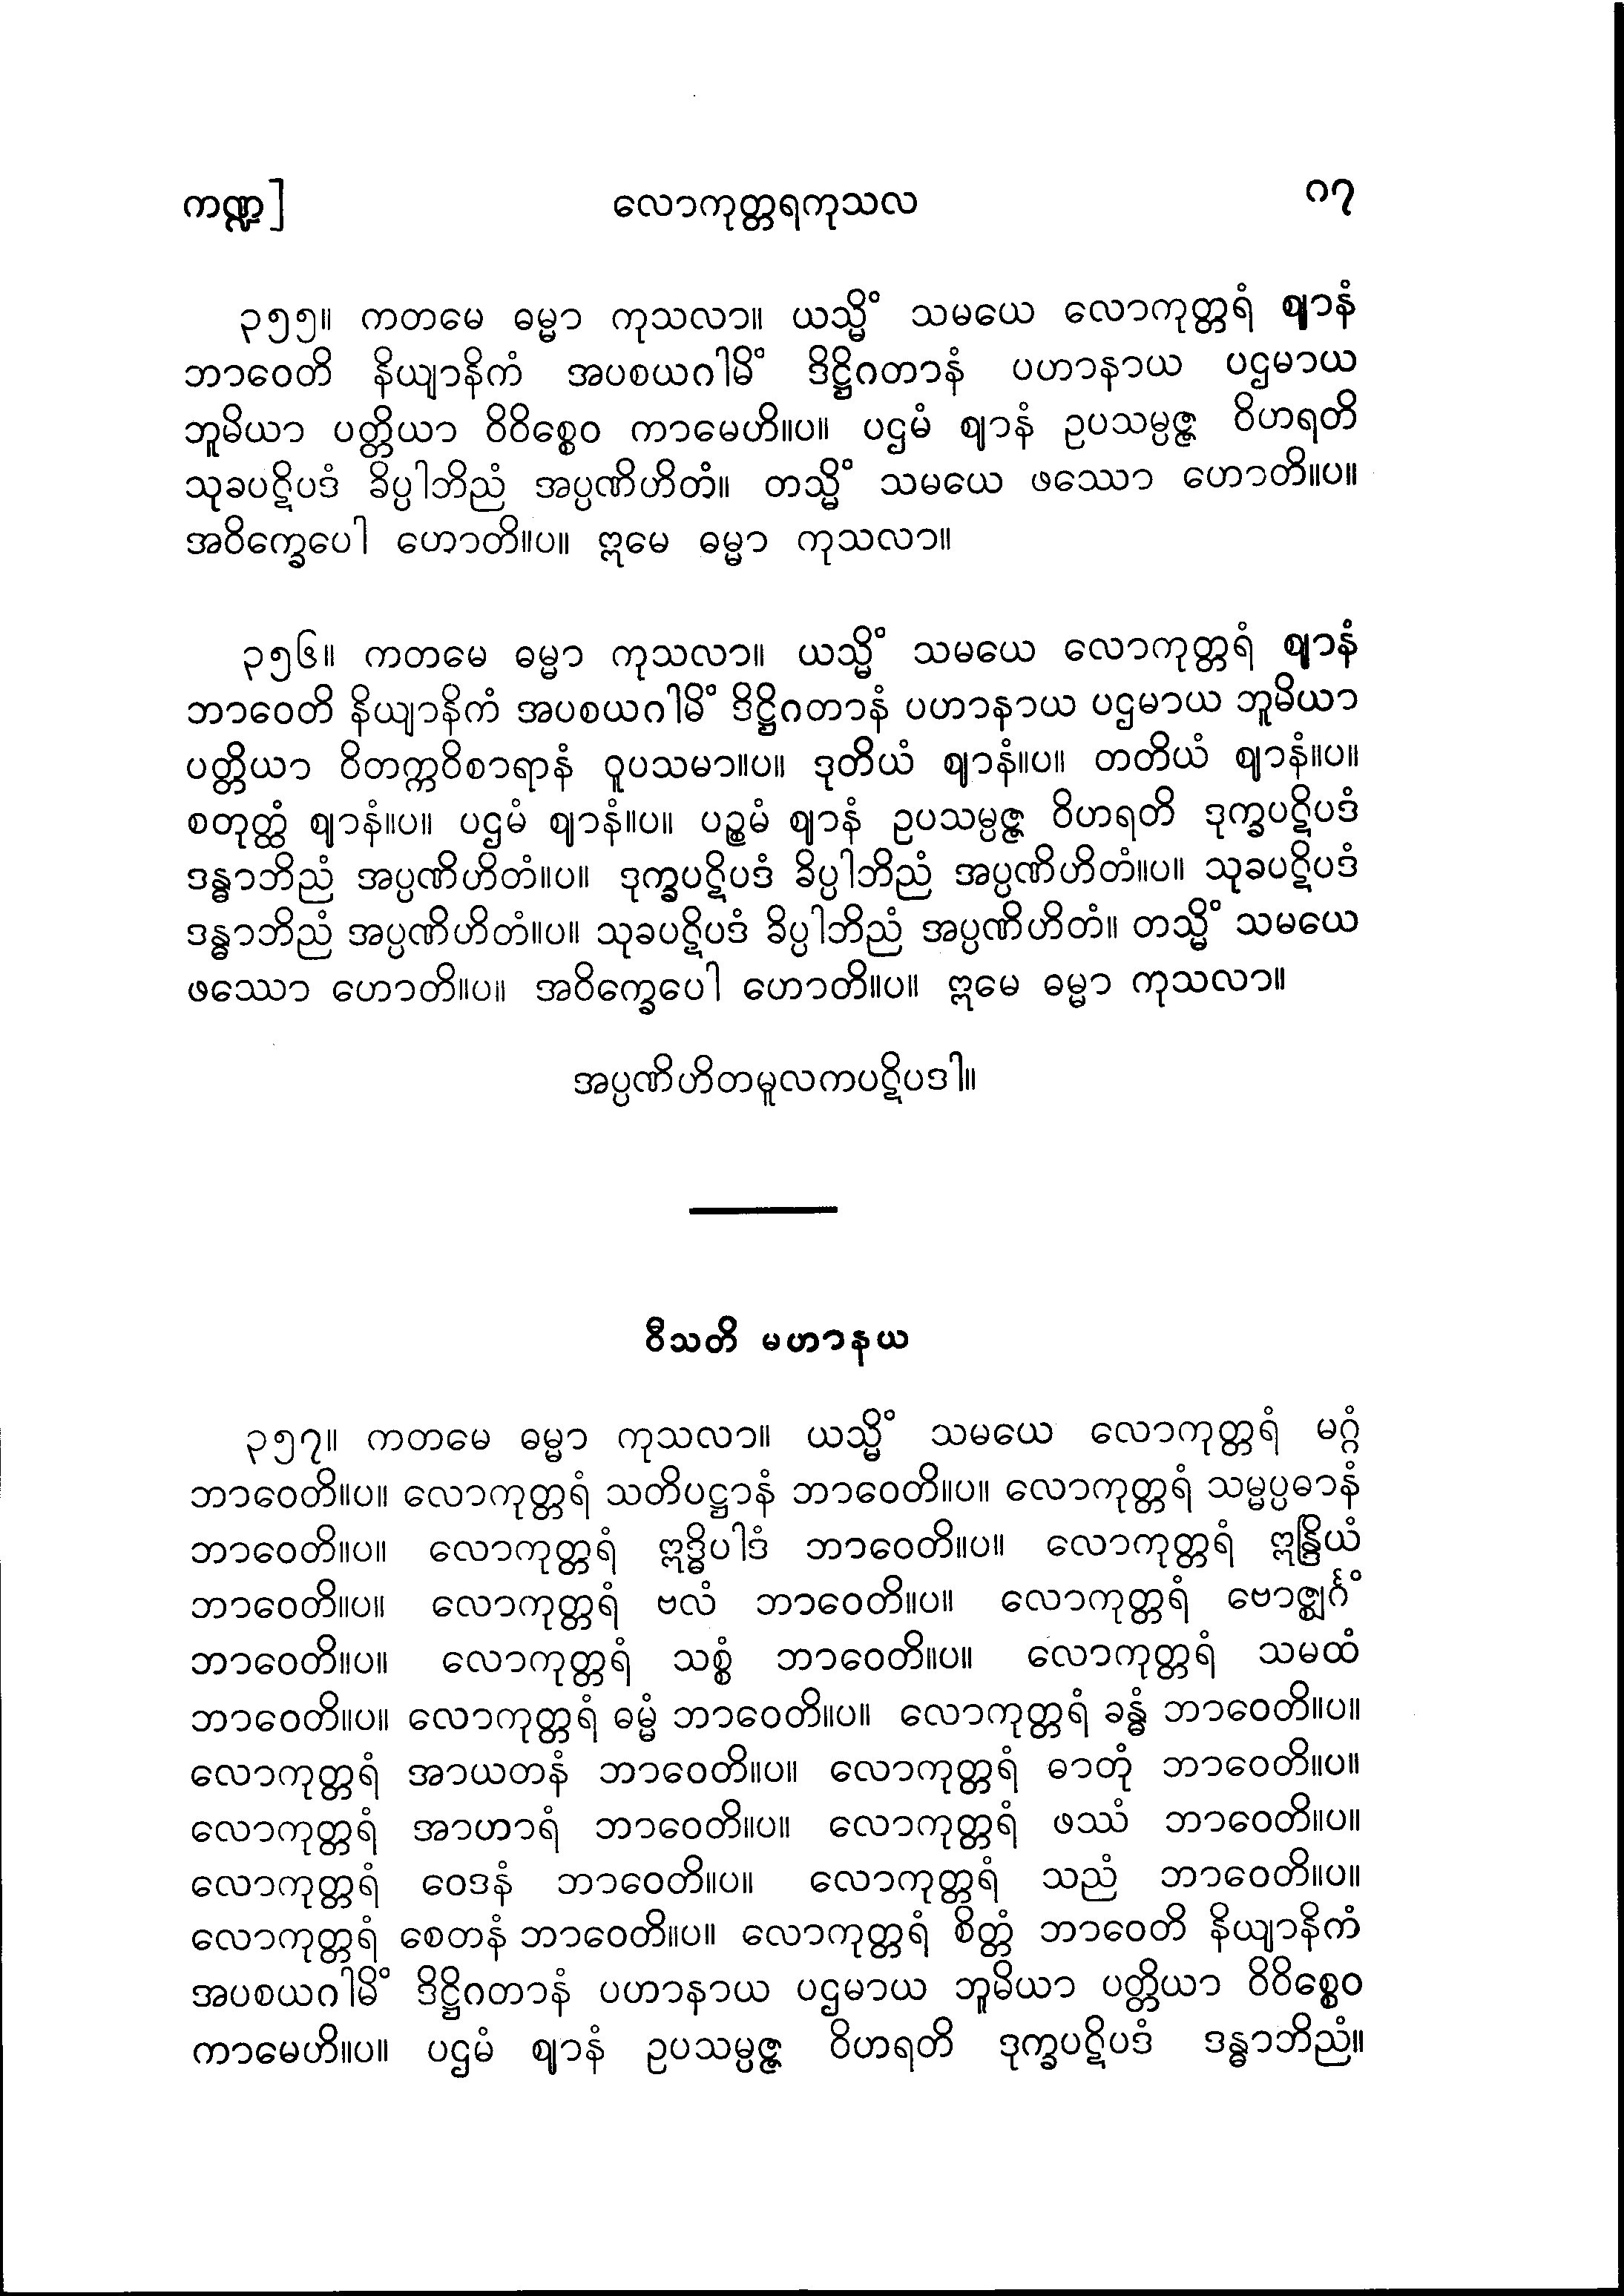 ကဏ္ဍ]
လောကုတ္တရကုသလ
၈၇
၃၅၅။ ကတမေ ဓမ္မာ ကုသလာ။ ယသ္မိံ သမယေ လောကုတ္တရံ ဈာနံ
ဘာဝေတိ နိယျာနိကံ အပစယဂါမိံ ဒိဋ္ဌိဂတာနံ ပဟာနာယ ပဌမာယ
ဘူမိယာ ပတ္တိယာ ဝိဝိစ္စေဝ ကာမေဟိ။ပ။ ပဌမံ ဈာနံ ဥပသမ္ပဇ္ဇ ဝိဟရတိ
သုခပဋိပဒံ ခိပ္ပါဘိညံ အပ္ပဏိဟိတံ။ တသ္မိံ သမယေ ဖဿော ဟောတိ။ပ။
အဝိက္ခေပေါ ဟောတိ။ပ။ ဣမေ ဓမ္မာ ကုသလာ။
၃၅၆။ ကတမေ ဓမ္မာ ကုသလာ။ ယသ္မိံ သမယေ လောကုတ္တရံ ဈာနံ
ဘာဝေတိ နိယျာနိကံ အပစယဂါမိံ ဒိဋ္ဌိဂတာနံ ပဟာနာယ ပဌမာယ ဘူမိယာ
ပတ္တိယာ ဝိတက္ကဝိစာရာနံ ဝူပသမာ။ပ။ ဒုတိယံ ဈာနံ။ပ။ တတိယံ ဈာနံ။ပ။
စတုတ္ထံ ဈာနံ။ပ။ ပဌမံ ဈာနံ။ပ။ ပဉ္စမံ ဈာနံ ဥပသမ္ပဇ္ဇ ဝိဟရတိ ဒုက္ခပဋိပဒံ
ဒန္ဓာဘိညံ အပ္ပဏိဟိတံ။ပ။ ဒုက္ခပဋိပဒံ ခိပ္ပါဘိညံ အပ္ပဏိဟိတံ။ပ။ သုခပဋိပဒံ
ဒန္ဓာဘိညံ အပ္ပဏိဟိတံ။ပ။ သုခပဋိပဒံ ခိပ္ပါဘိညံ အပ္ပဏိဟိတံ။ တသ္မိံ သမယေ
ဖဿော ဟောတိ။ပ။ အဝိက္ခေပေါ ဟောတိ။ပ။ ဣမေ ဓမ္မာ ကုသလာ။
အပ္ပဏိဟိတမူလကပဋိပဒါ။
ဝီသတိ မဟာနယ
၃၅၇။ ကတမေ ဓမ္မာ ကုသလာ။ ယသ္မိံ သမယေ လောကုတ္တရံ မဂ္ဂံ
ဘာဝေတိ။ပ။ လောကုတ္တရံ သတိပဋ္ဌာနံ ဘာဝေတိ။ပ။ လောကုတ္တရံ သမ္မပ္ပဓာနံ
ဘာဝေတိ။ပ။ လောကုတ္တရံ ဣဒ္ဓိပါဒံ ဘာဝေတိ။ပ။ လောကုတ္တရံ ဣန္ဒြိယံ
ဘာဝေတိ။ပ။ လောကုတ္တရံ ဗလံ ဘာဝေတိ။ပ။ လောကုတ္တရံ ဗောဇ္ဈင်္ဂံ
ဘာဝေတိ။ပ။ လောကုတ္တရံ သစ္စံ ဘာဝေတိ။ပ။ လောကုတ္တရံ သမထံ
ဘာဝေတိ။ပ။ လောကုတ္တရံ ဓမ္မံ ဘာဝေတိ။ပ။ လောကုတ္တရံ ခန္ဓံ ဘာဝေတိ။ပ။
လောကုတ္တရံ အာယတနံ ဘာဝေတိ။ပ။ လောကုတ္တရံ ဓာတုံ ဘာဝေတိ။ပ။
လောကုတ္တရံ အာဟာရံ ဘာဝေတိ။ပ။ လောကုတ္တရံ ဖဿံ ဘာဝေတိ။ပ။
လောကုတ္တရံ ဝေဒနံ ဘာဝေတိ။ပ။ လောကုတ္တရံ သညံ ဘာဝေတိ။ပ။
လောကုတ္တရံ စေတနံ ဘာဝေတိ။ပ။ လောကုတ္တရံ စိတ္တံ ဘာဝေတိ နိယျာနိကံ
အပစယဂါမိံ ဒိဋ္ဌိဂတာနံ ပဟာနာယ ပဌမာယ ဘူမိယာ ပတ္တိယာ ဝိဝိစ္စေဝ
ကာမေဟိ။ပ။ ပဌမံ ဈာနံ ဥပသမ္ပဇ္ဇ ဝိဟရတိ ဒုက္ခပဋိပဒံ ဒန္ဓာဘိညံ။